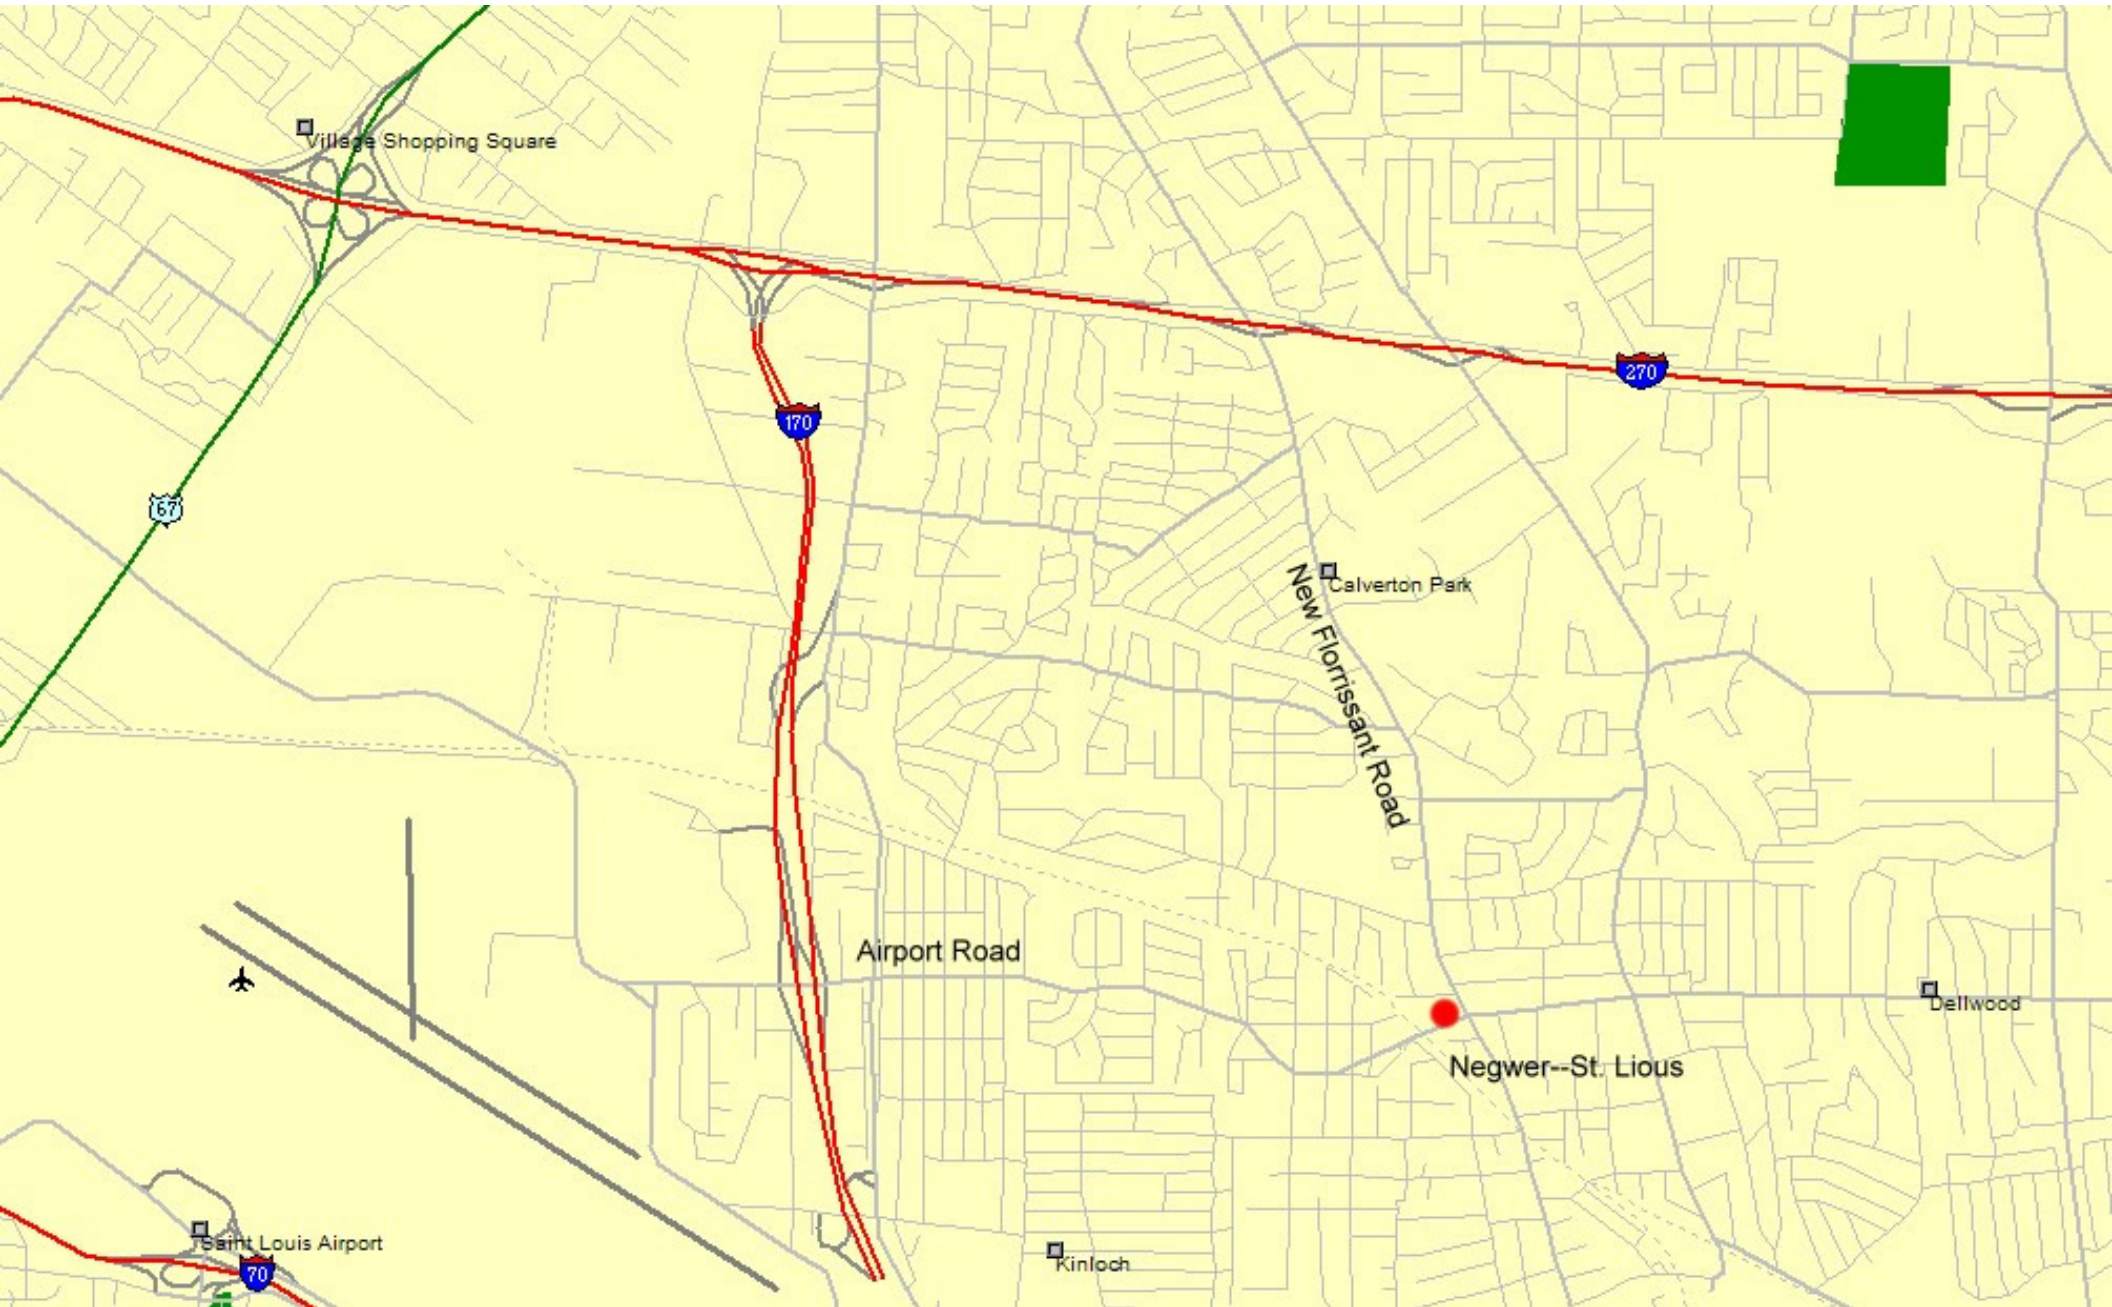 Village Shopping Square
270
170
67
Calverton Park
New Florrissant Road
Airport Road
Dellwood
Negwer--St. Lious
Saint Louis Airport
Kinloch
70